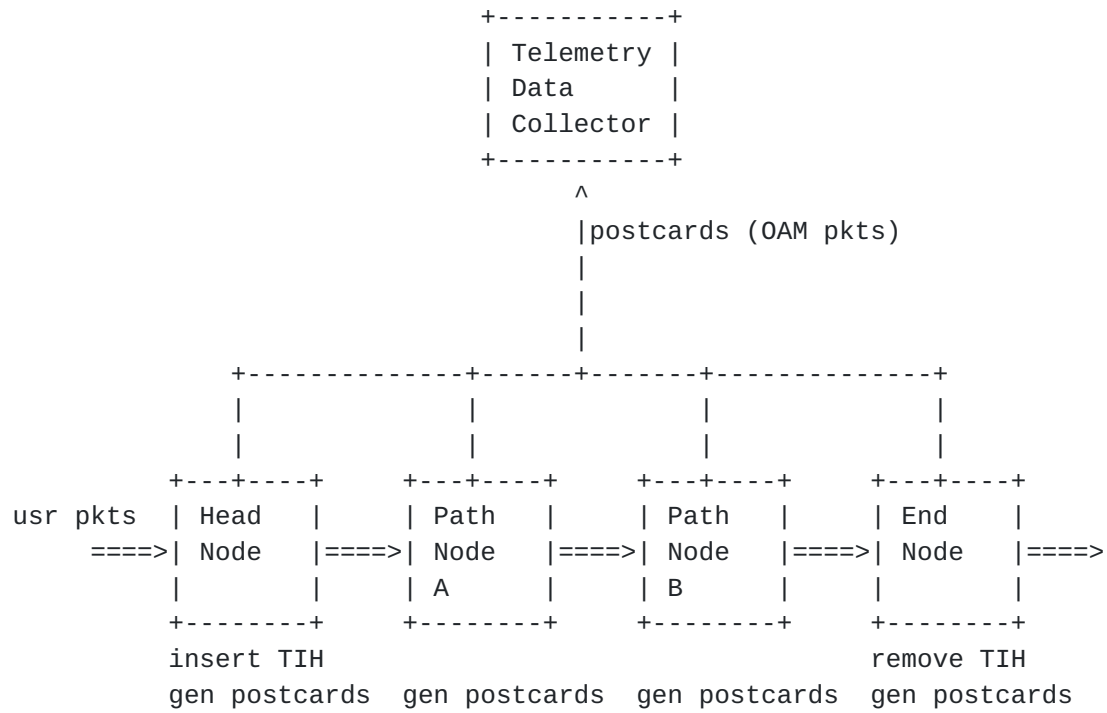 Telemetry
Data
Collector
postcards (OAM pkts)
usr pkts Head Path Path End
Node Node Node Node
A B
insert TIH remove TIH
gen postcards gen postcards gen postcards gen postcards